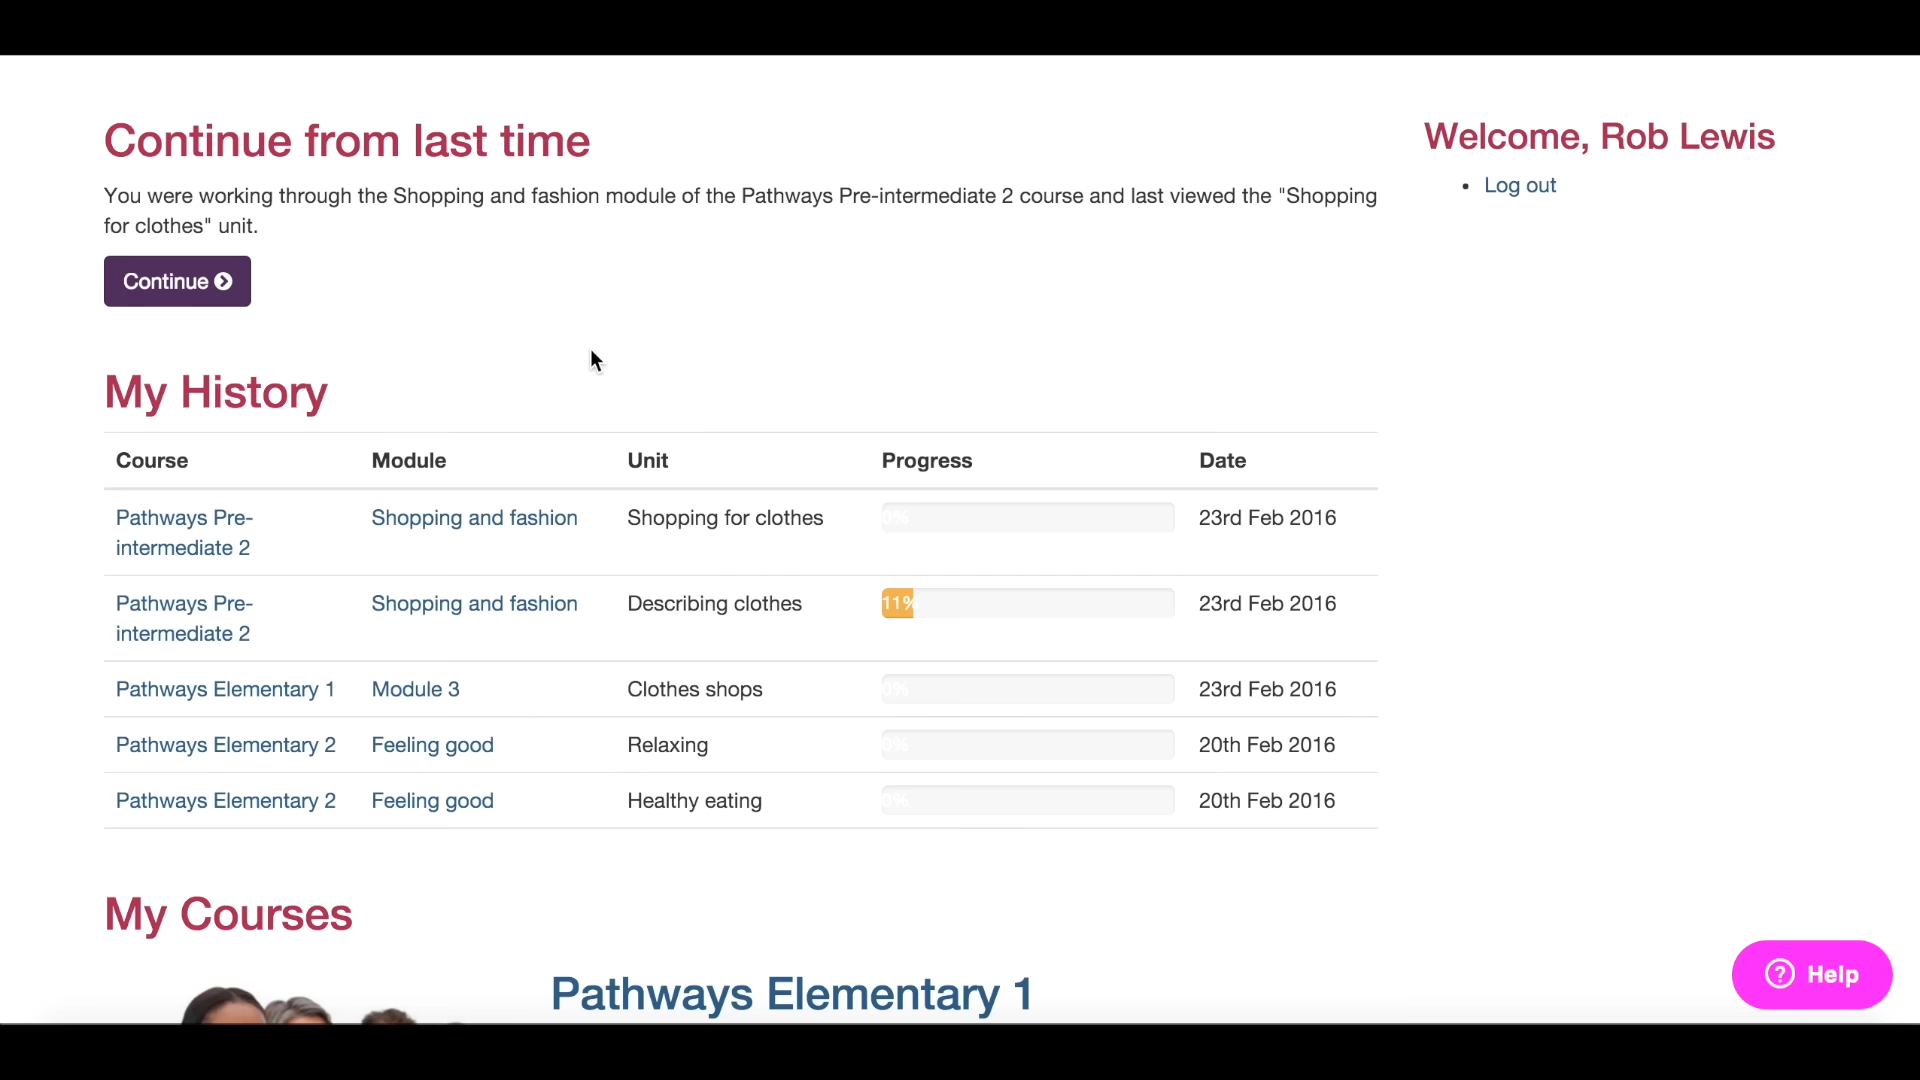 Continue from last time
Welcome, Rob Lewis
Log out
You were working through the Shopping and fashion module of the Pathways Pre-intermediate 2 course and last viewed the "Shopping
for clothes" unit.
Continue
My History
Course Module Unit Progress Date
Pathways Pre-
intermediate 2 Shopping and fashion Shopping for clothes 0% 23rd Feb 2016
Pathways Pre-
intermediate 2 Shopping and fashion Describing clothes 11% 23rd Feb 2016
Pathways Elementary 1 Module 3 Clothes shops 0% 23rd Feb 2016
Pathways Elementary 2 Feeling good Relaxing 0% 20th Feb 2016
Pathways Elementary 2 Feeling good Healthy eating 0% 20th Feb 2016
My Courses
Pathways Elementary 1
? Help